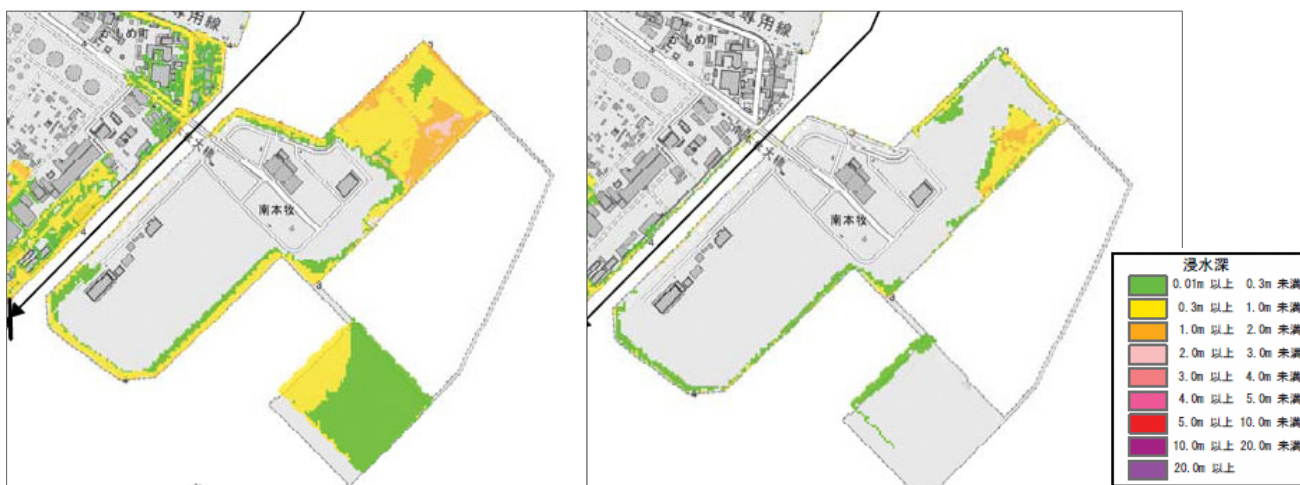 専用線
かしめ町
大橋
南本牧
専用線
かしめ町
大橋
南本牧
浸水深
0.01m 以上 0.3m 未満
0.3m 以上 1.0m 未満
1.0m 以上 2.0m 未満
2.0m 以上 3.0m 未満
3.0m 以上 4.0m 未満
4.0m 以上 5.0m 未満
5.0m 以上 10.0m 未満
10.0m 以上 20.0m 未満
20.0m 以上